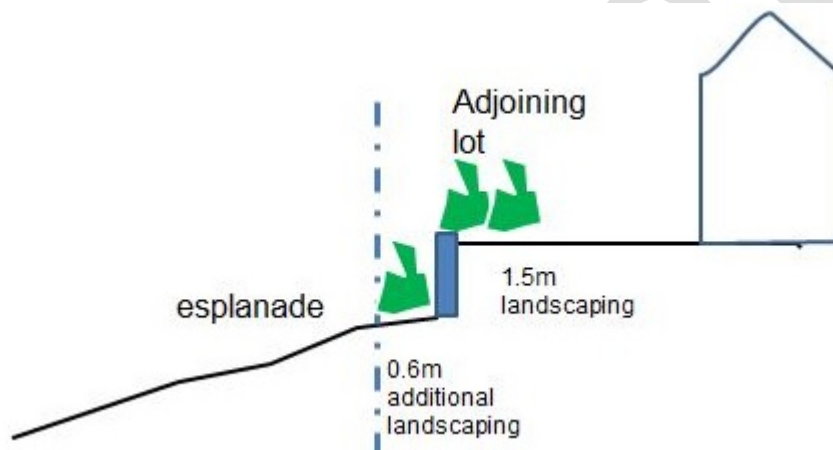 Adjoining
lot
esplanade
1.5m
landscaping
0.6m
additional
landscaping